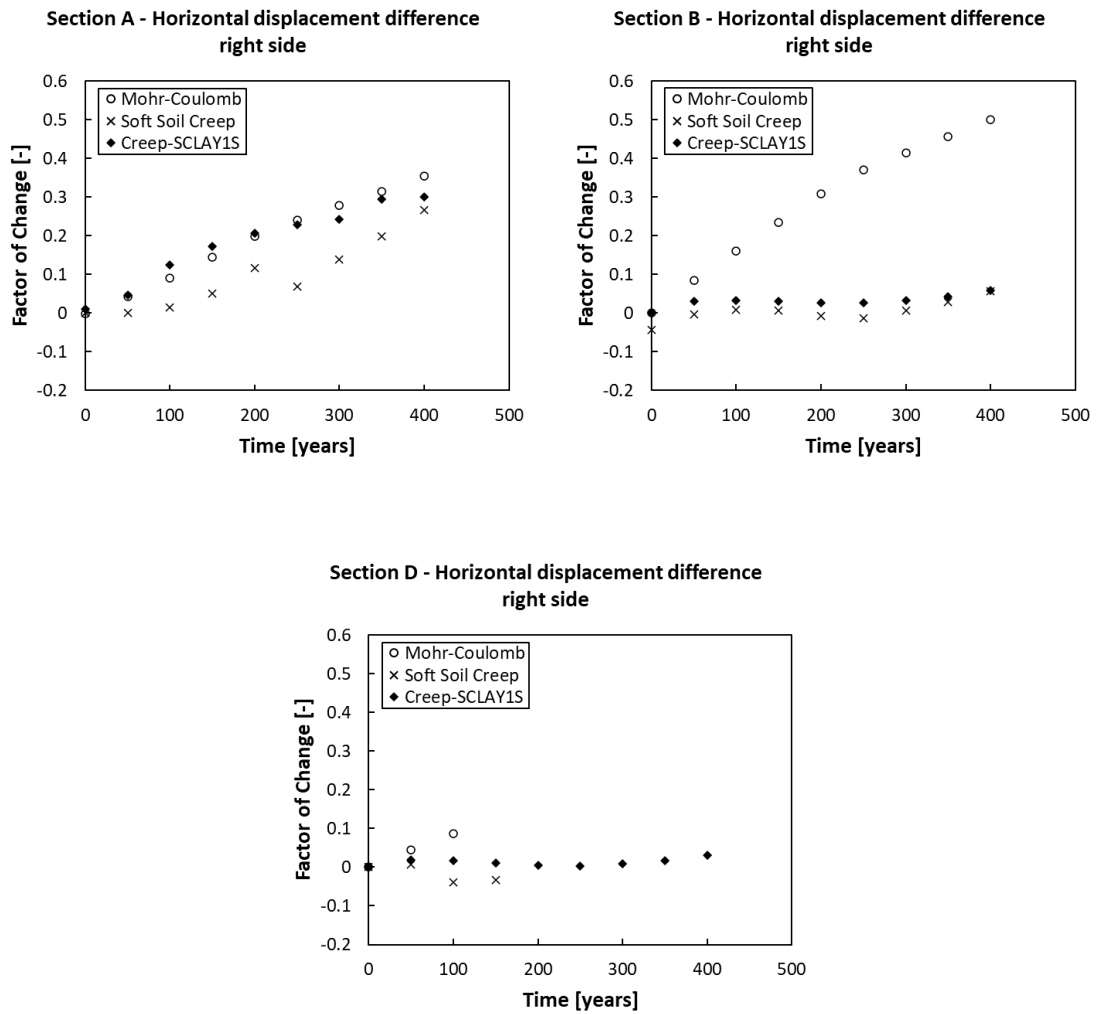 Section A - Horizontal displacement difference
right side
Factor of Change [-]
0.6
0.5
0.4
0.3
0.2
0.1
0
-0.1
-0.2
Mohr-Coulomb
Soft Soil Creep
Creep-SCLAY1S
0 100 200 300 400 500
Time [years]
Section B - Horizontal displacement difference
right side
Factor of Change [-]
0.6
0.5
0.4
0.3
0.2
0.1
0
-0.1
-0.2
Mohr-Coulomb
Soft Soil Creep
Creep-SCLAY1S
0 100 200 300 400 500
Time [years]
Section D - Horizontal displacement difference
right side
Factor of Change [-]
0.6
0.5
0.4
0.3
0.2
0.1
0
-0.1
-0.2
Mohr-Coulomb
Soft Soil Creep
Creep-SCLAY1S
0 100 200 300 400 500
Time [years]